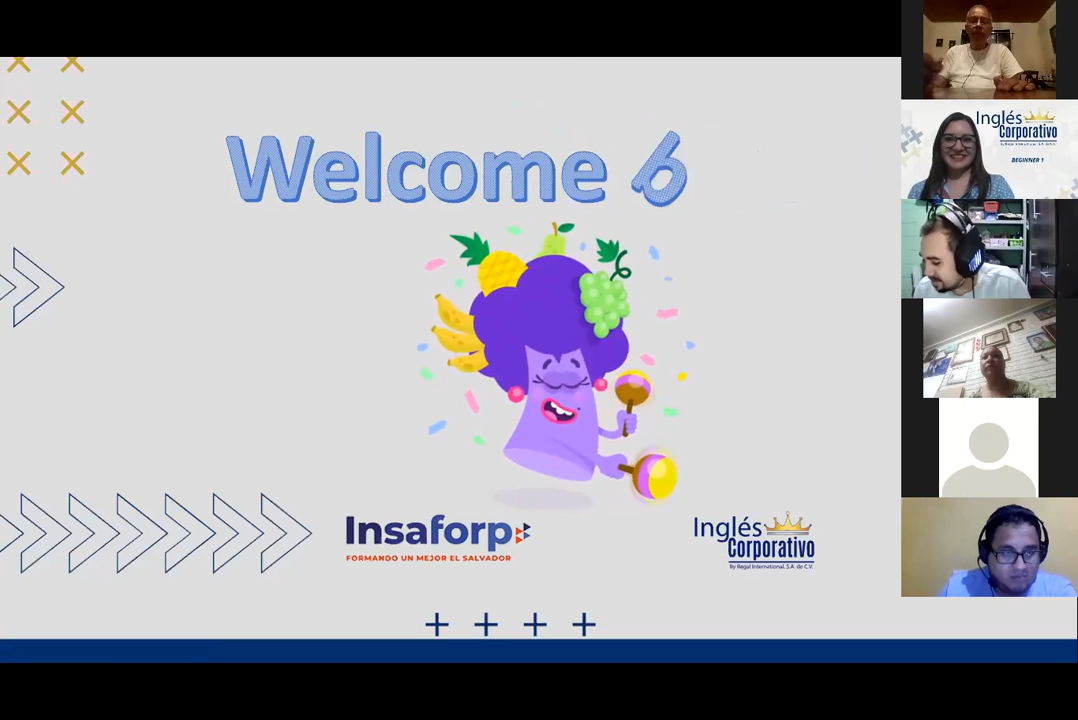 Welcome 6
Insaforp
FORMANDO UN MEJOR EL SALVADOR
Inglés
Corporativo
By Regal International, S.A. de C.V.
Inglés
Corporativo
BEGINNER 1